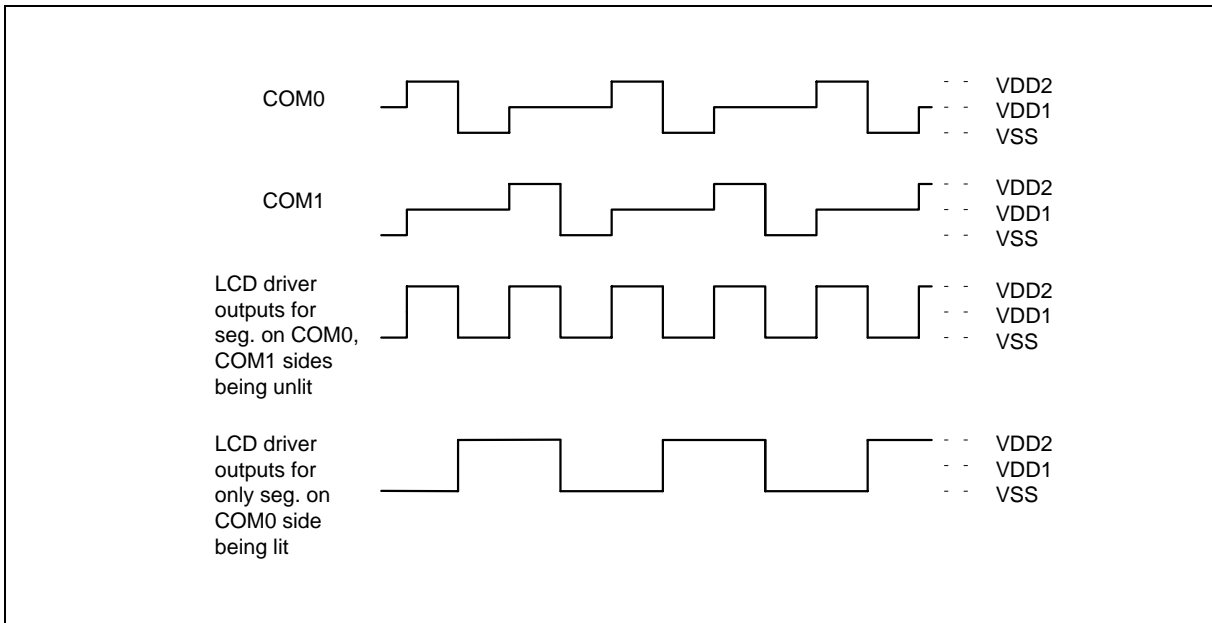 COM0
VDD2
VDD1
VSS
COM1
VDD2
VDD1
VSS
LCD driver
outputs for
seg. on COM0,
COM1 sides
being unlit
VDD2
VDD1
VSS
LCD driver
outputs for
only seg. on
COM0 side
being lit
VDD2
VDD1
VSS